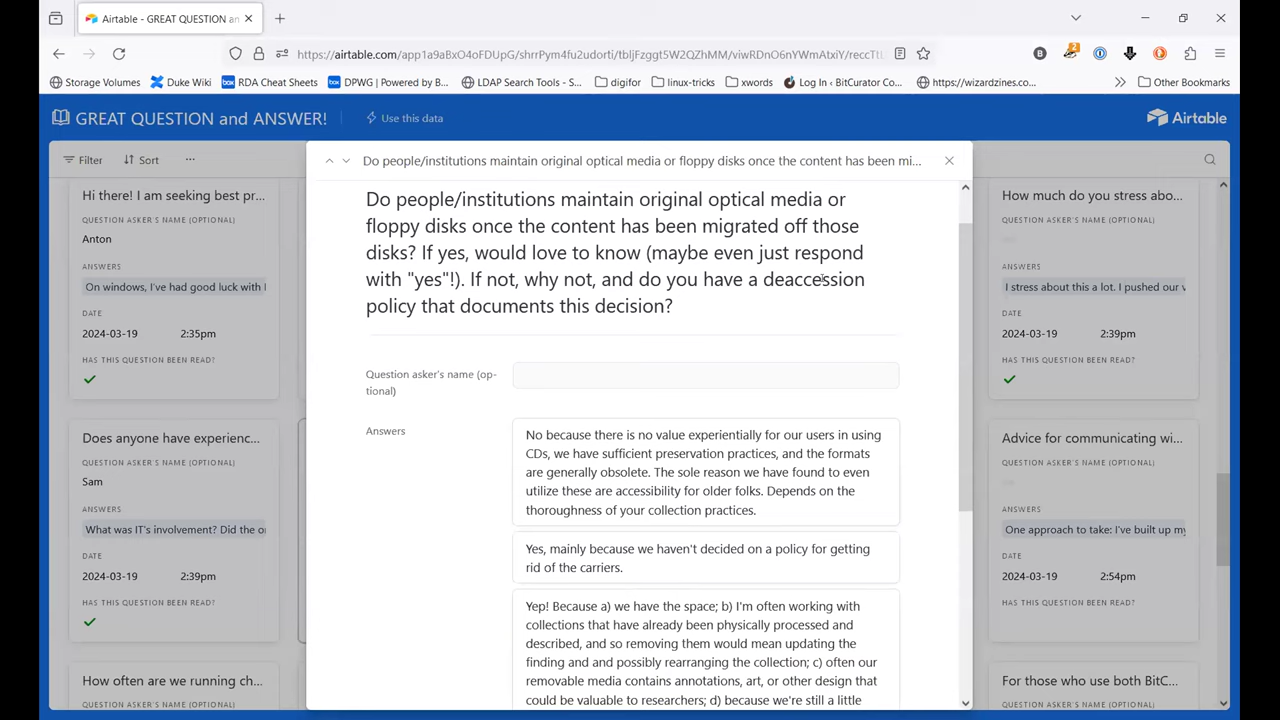 Airtable - GREAT QUESTION an
https://airtable.com/app1a9aBxO4oFDUpG/shrrPym4fu2udorti/tbljFzggt5W2QZhMM/viwRDnO6nYWmAtxiY/reccTtL
B
2
Storage Volumes
Duke Wiki
box RDA Cheat Sheets
box DPWG | Powered by B...
LDAP Search Tools - S...
digifor
linux-tricks
xwords
Log In ‹ BitCurator Co...
https://wizardzines.co...
Other Bookmarks
GREAT QUESTION and ANSWER!
Use this data
Airtable
Filter
Sort
Do people/institutions maintain original optical media or floppy disks once the content has been mi...
Hi there! I am seeking best pr...
QUESTION ASKER'S NAME (OPTIONAL)
Anton
ANSWERS
On windows, I've had good luck with
DATE
2024-03-19 2:35pm
HAS THIS QUESTION BEEN READ?
Does anyone have experienc...
QUESTION ASKER'S NAME (OPTIONAL)
Sam
ANSWERS
What was IT's involvement? Did the o
DATE
2024-03-19 2:39pm
HAS THIS QUESTION BEEN READ?
How often are we running ch...
QUESTION ASKER'S NAME (OPTIONAL)
Do people/institutions maintain original optical media or
floppy disks once the content has been migrated off those
disks? If yes, would love to know (maybe even just respond
with "yes"!). If not, why not, and do you have a deaccession
policy that documents this decision?
Question asker's name (op-
tional)
Answers
No because there is no value experientially for our users in using
CDs, we have sufficient preservation practices, and the formats
are generally obsolete. The sole reason we have found to even
utilize these are accessibility for older folks. Depends on the
thoroughness of your collection practices.
Yes, mainly because we haven't decided on a policy for getting
rid of the carriers.
Yep! Because a) we have the space; b) I'm often working with
collections that have already been physically processed and
described, and so removing them would mean updating the
finding and and possibly rearranging the collection; c) often our
removable media contains annotations, art, or other design that
could be valuable to researchers; d) because we're still a little
How much do you stress abo...
QUESTION ASKER'S NAME (OPTIONAL)
ANSWERS
I stress about this a lot. I pushed our v
DATE
2024-03-19 2:39pm
HAS THIS QUESTION BEEN READ?
Advice for communicating wi...
QUESTION ASKER'S NAME (OPTIONAL)
ANSWERS
One approach to take: I've built up my
DATE
2024-03-19 2:54pm
HAS THIS QUESTION BEEN READ?
For those who use both BitC...
QUESTION ASKER'S NAME (OPTIONAL)